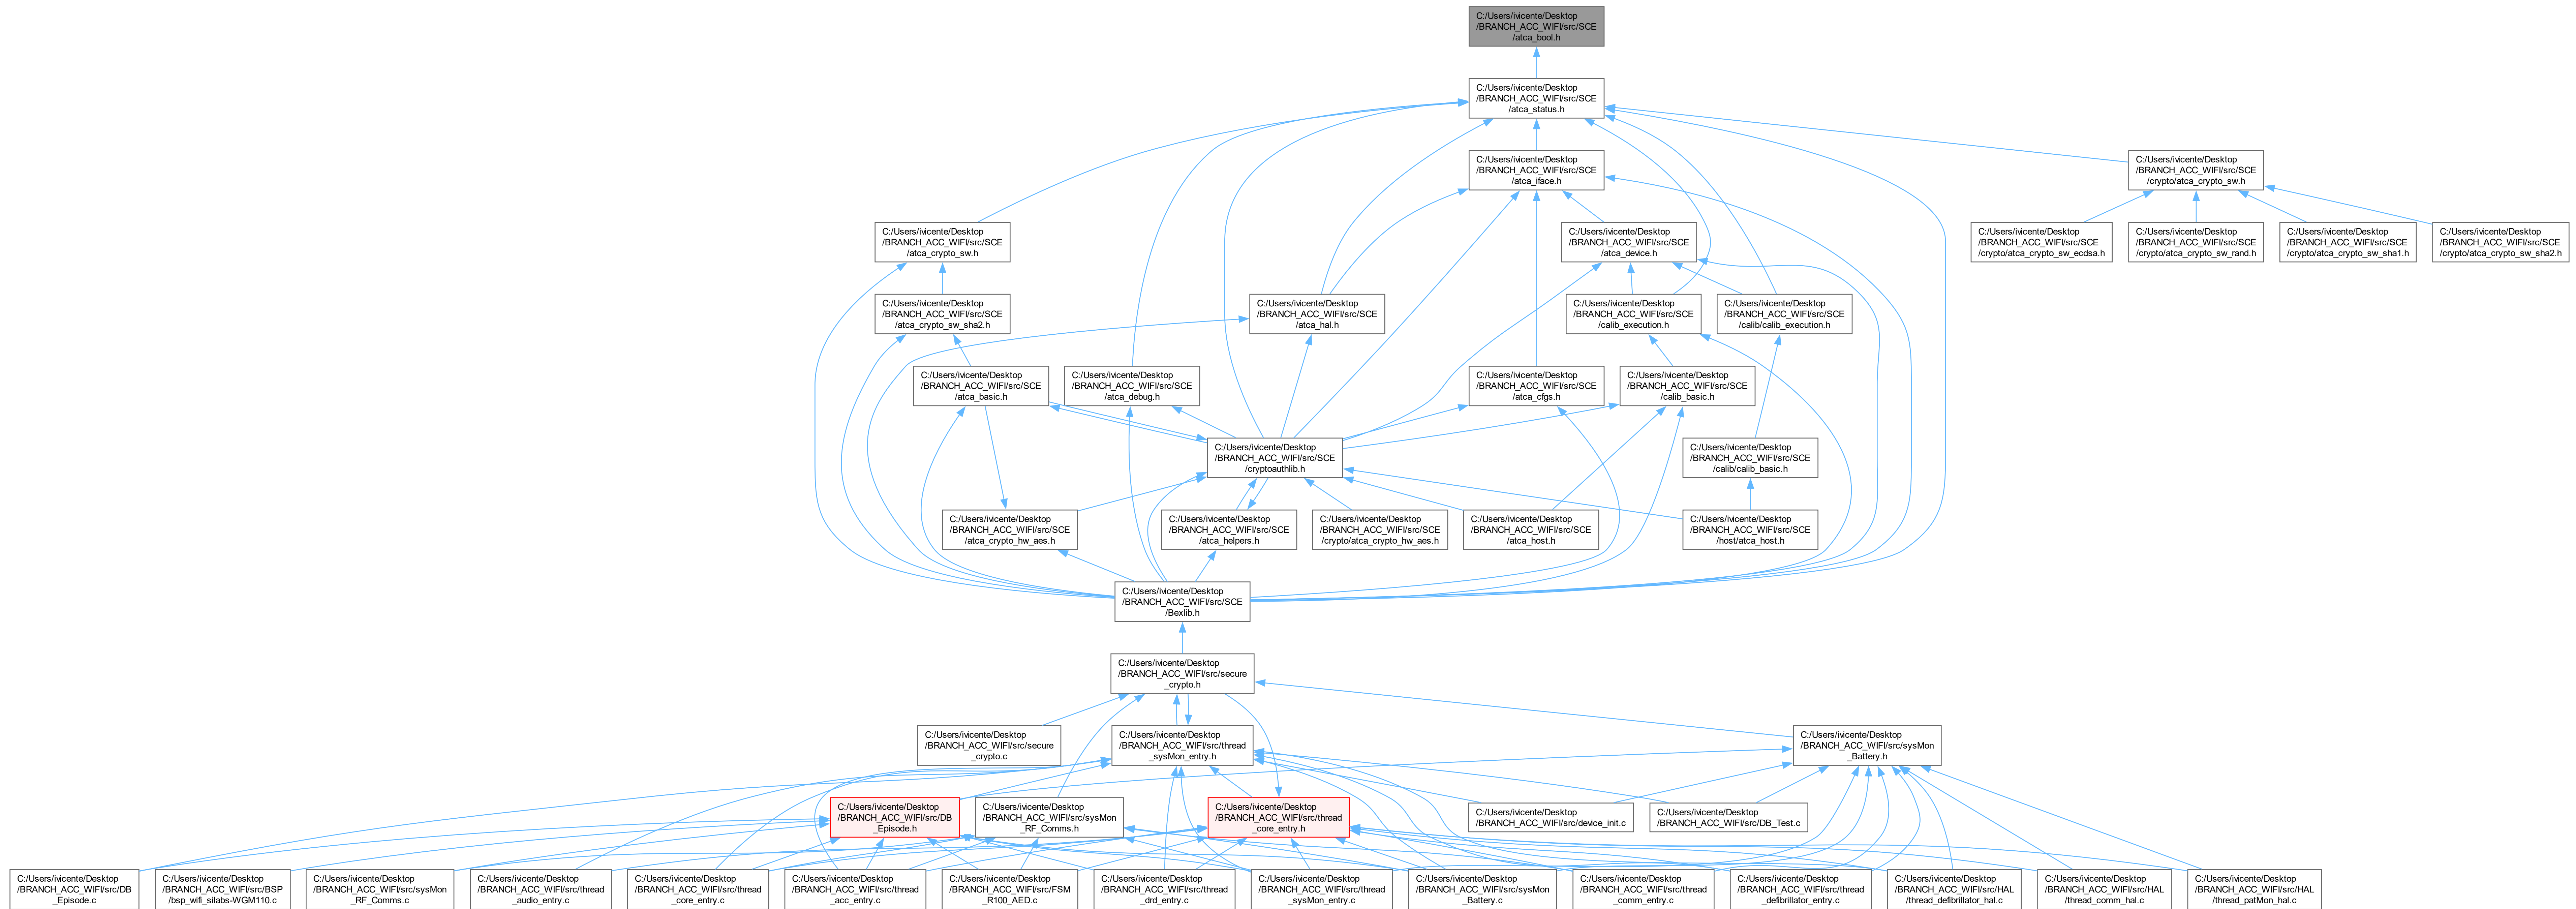 C:/Users/ivicente/Desktop
/BRANCH_ACC_WIFI/src/SCE
/atca_bool.h
C:/Users/ivicente/Desktop
/BRANCH_ACC_WIFI/src/SCE
/atca_status.h
C:/Users/ivicente/Desktop
/BRANCH_ACC_WIFI/src/SCE
/atca_iface.h
C:/Users/ivicente/Desktop
/BRANCH_ACC_WIFI/src/SCE
/crypto/atca_crypto_sw.h
C:/Users/ivicente/Desktop
/BRANCH_ACC_WIFI/src/SCE
/atca_crypto_sw.h
C:/Users/ivicente/Desktop
/BRANCH_ACC_WIFI/src/SCE
/atca_device.h
C:/Users/ivicente/Desktop
/BRANCH_ACC_WIFI/src/SCE
/crypto/atca_crypto_sw_ecdsa.h
C:/Users/ivicente/Desktop
/BRANCH_ACC_WIFI/src/SCE
/crypto/atca_crypto_sw_rand.h
C:/Users/ivicente/Desktop
/BRANCH_ACC_WIFI/src/SCE
/crypto/atca_crypto_sw_sha1.h
C:/Users/ivicente/Desktop
/BRANCH_ACC_WIFI/src/SCE
/crypto/atca_crypto_sw_sha2.h
C:/Users/ivicente/Desktop
/BRANCH_ACC_WIFI/src/SCE
/atca_crypto_sw_sha2.h
C:/Users/ivicente/Desktop
/BRANCH_ACC_WIFI/src/SCE
/atca_hal.h
C:/Users/ivicente/Desktop
/BRANCH_ACC_WIFI/src/SCE
/calib_execution.h
C:/Users/ivicente/Desktop
/BRANCH_ACC_WIFI/src/SCE
/calib/calib_execution.h
C:/Users/ivicente/Desktop
/BRANCH_ACC_WIFI/src/SCE
/atca_basic.h
C:/Users/ivicente/Desktop
/BRANCH_ACC_WIFI/src/SCE
/atca_debug.h
C:/Users/ivicente/Desktop
/BRANCH_ACC_WIFI/src/SCE
/atca_cfgs.h
C:/Users/ivicente/Desktop
/BRANCH_ACC_WIFI/src/SCE
/calib_basic.h
C:/Users/ivicente/Desktop
/BRANCH_ACC_WIFI/src/SCE
/cryptoauthlib.h
C:/Users/ivicente/Desktop
/BRANCH_ACC_WIFI/src/SCE
/calib/calib_basic.h
C:/Users/ivicente/Desktop
/BRANCH_ACC_WIFI/src/SCE
/atca_crypto_hw_aes.h
C:/Users/ivicente/Desktop
/BRANCH_ACC_WIFI/src/SCE
/atca_helpers.h
C:/Users/ivicente/Desktop
/BRANCH_ACC_WIFI/src/SCE
/crypto/atca_crypto_hw_aes.h
C:/Users/ivicente/Desktop
/BRANCH_ACC_WIFI/src/SCE
/atca_host.h
C:/Users/ivicente/Desktop
/BRANCH_ACC_WIFI/src/SCE
/host/atca_host.h
C:/Users/ivicente/Desktop
/BRANCH_ACC_WIFI/src/SCE
/Bexlib.h
C:/Users/ivicente/Desktop
/BRANCH_ACC_WIFI/src/secure
_crypto.h
C:/Users/ivicente/Desktop
/BRANCH_ACC_WIFI/src/secure
_crypto.c
C:/Users/ivicente/Desktop
/BRANCH_ACC_WIFI/src/thread
_sysMon_entry.h
C:/Users/ivicente/Desktop
/BRANCH_ACC_WIFI/src/sysMon
_Battery.h
C:/Users/ivicente/Desktop
/BRANCH_ACC_WIFI/src/DB
_Episode.h
C:/Users/ivicente/Desktop
/BRANCH_ACC_WIFI/src/sysMon
_RF_Comms.h
C:/Users/ivicente/Desktop
/BRANCH_ACC_WIFI/src/thread
_core_entry.h
C:/Users/ivicente/Desktop
/BRANCH_ACC_WIFI/src/device_init.c
C:/Users/ivicente/Desktop
/BRANCH_ACC_WIFI/src/DB_Test.c
C:/Users/ivicente/Desktop
/BRANCH_ACC_WIFI/src/DB
_Episode.c
C:/Users/ivicente/Desktop
/BRANCH_ACC_WIFI/src/BSP
/bsp_wifi_silabs-WGM110.c
C:/Users/ivicente/Desktop
/BRANCH_ACC_WIFI/src/sysMon
_RF_Comms.c
C:/Users/ivicente/Desktop
/BRANCH_ACC_WIFI/src/thread
_audio_entry.c
C:/Users/ivicente/Desktop
/BRANCH_ACC_WIFI/src/thread
_core_entry.c
C:/Users/ivicente/Desktop
/BRANCH_ACC_WIFI/src/thread
_acc_entry.c
C:/Users/ivicente/Desktop
/BRANCH_ACC_WIFI/src/FSM
_R100_AED.c
C:/Users/ivicente/Desktop
/BRANCH_ACC_WIFI/src/thread
_drd_entry.c
C:/Users/ivicente/Desktop
/BRANCH_ACC_WIFI/src/thread
_sysMon_entry.c
C:/Users/ivicente/Desktop
/BRANCH_ACC_WIFI/src/sysMon
_Battery.c
C:/Users/ivicente/Desktop
/BRANCH_ACC_WIFI/src/thread
_comm_entry.c
C:/Users/ivicente/Desktop
/BRANCH_ACC_WIFI/src/thread
_defibrillator_entry.c
C:/Users/ivicente/Desktop
/BRANCH_ACC_WIFI/src/HAL
/thread_defibrillator_hal.c
C:/Users/ivicente/Desktop
/BRANCH_ACC_WIFI/src/HAL
/thread_comm_hal.c
C:/Users/ivicente/Desktop
/BRANCH_ACC_WIFI/src/HAL
/thread_patMon_hal.c